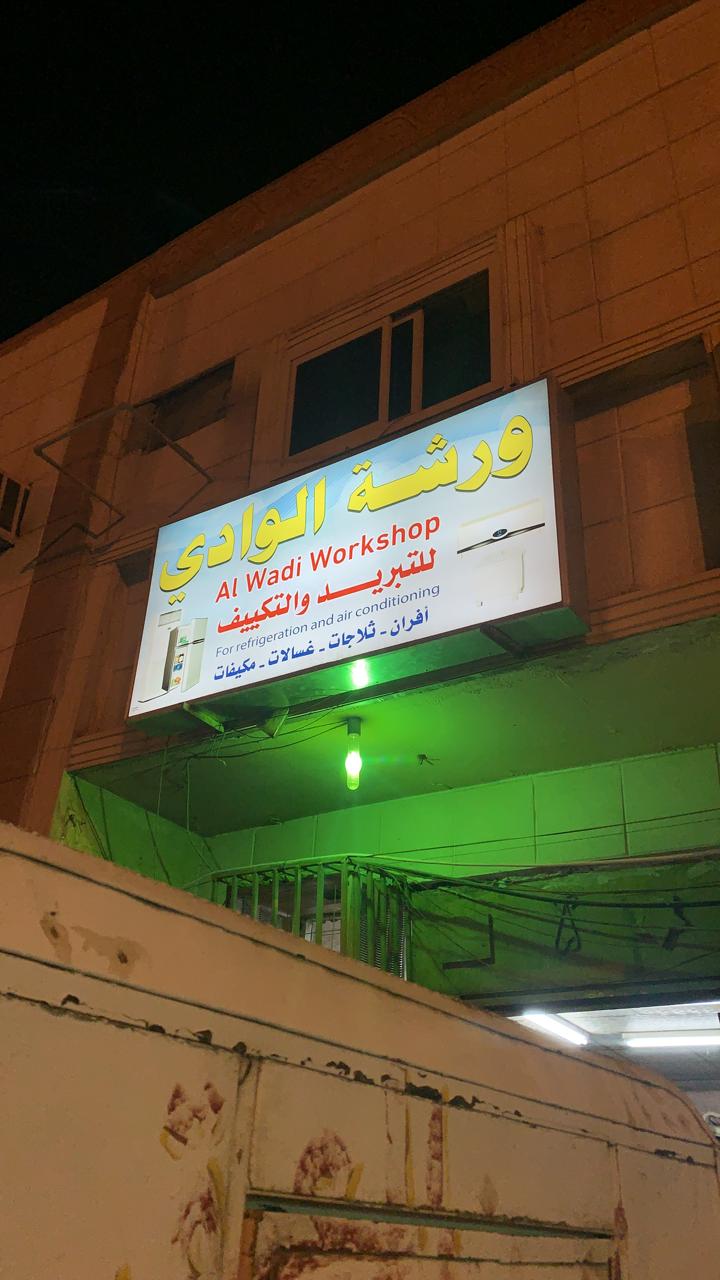 ورشة الوادي
Al Wadi Workshop
للتبريد والتكييف
For refrigeration and air conditioning
أفران - ثلاجات - غسالات - مكيفات